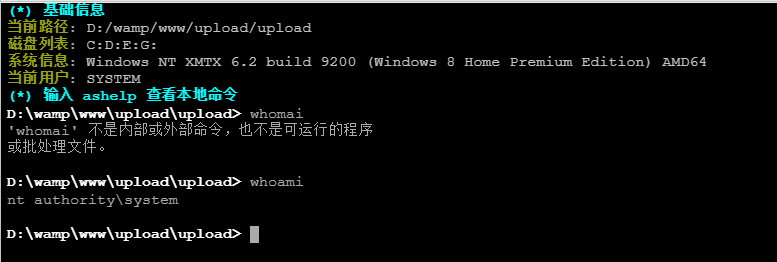 (*) 基础信息
当前路径: D:/wamp/www/upload/upload
磁盘列表: C:D:E:G:
系统信息: Windows NT XMTX 6.2 build 9200 (Windows 8 Home Premium Edition) AMD64
当前用户: SYSTEM
(*) 输入 ashelp 查看本地命令
D:\wamp\www\upload\upload> whomai
'whomai' 不是内部或外部命令，也不是可运行的程序
或批处理文件。
D:\wamp\www\upload\upload> whoami
nt authority\system
D:\wamp\www\upload\upload>